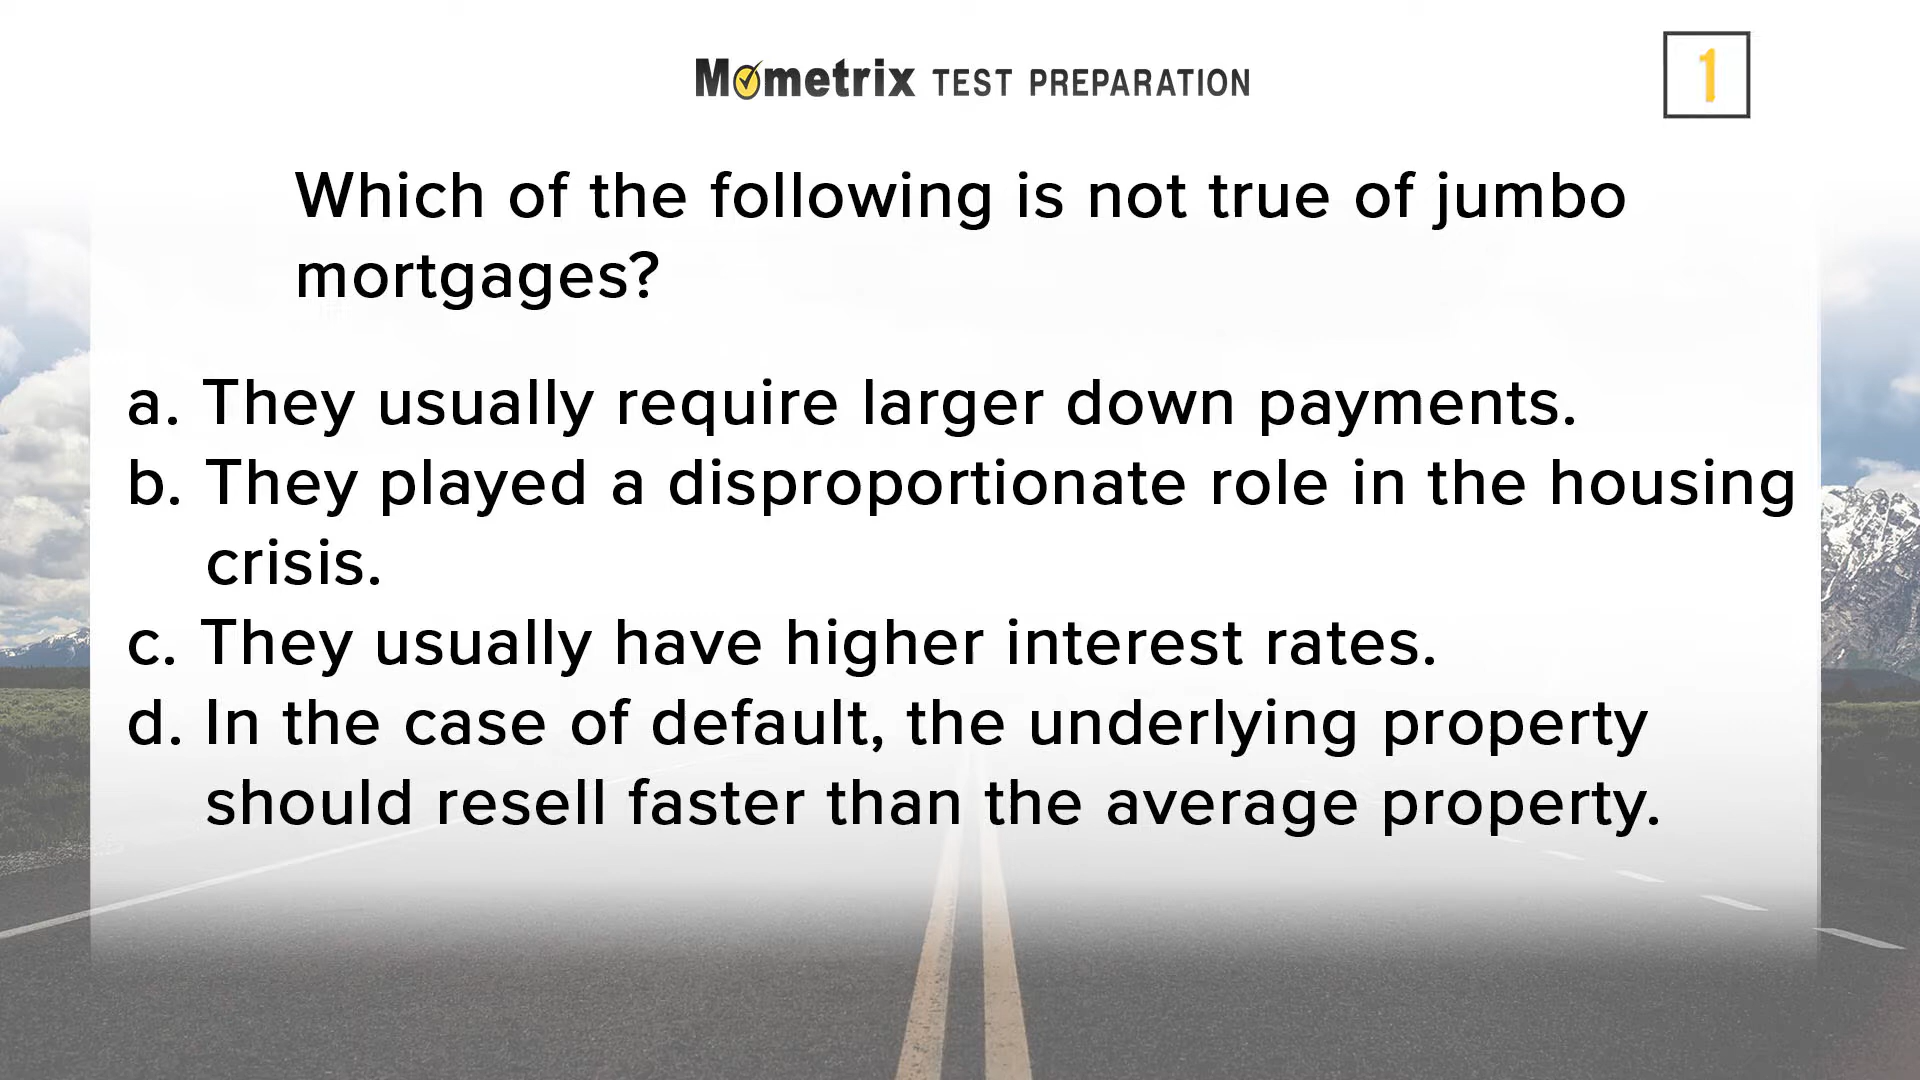 Mometrix TEST PREPARATION
1
Which of the following is not true of jumbo
mortgages?
a. They usually require larger down payments.
b. They played a disproportionate role in the housing
crisis.
c. They usually have higher interest rates.
d. In the case of default, the underlying property
should resell faster than the average property.